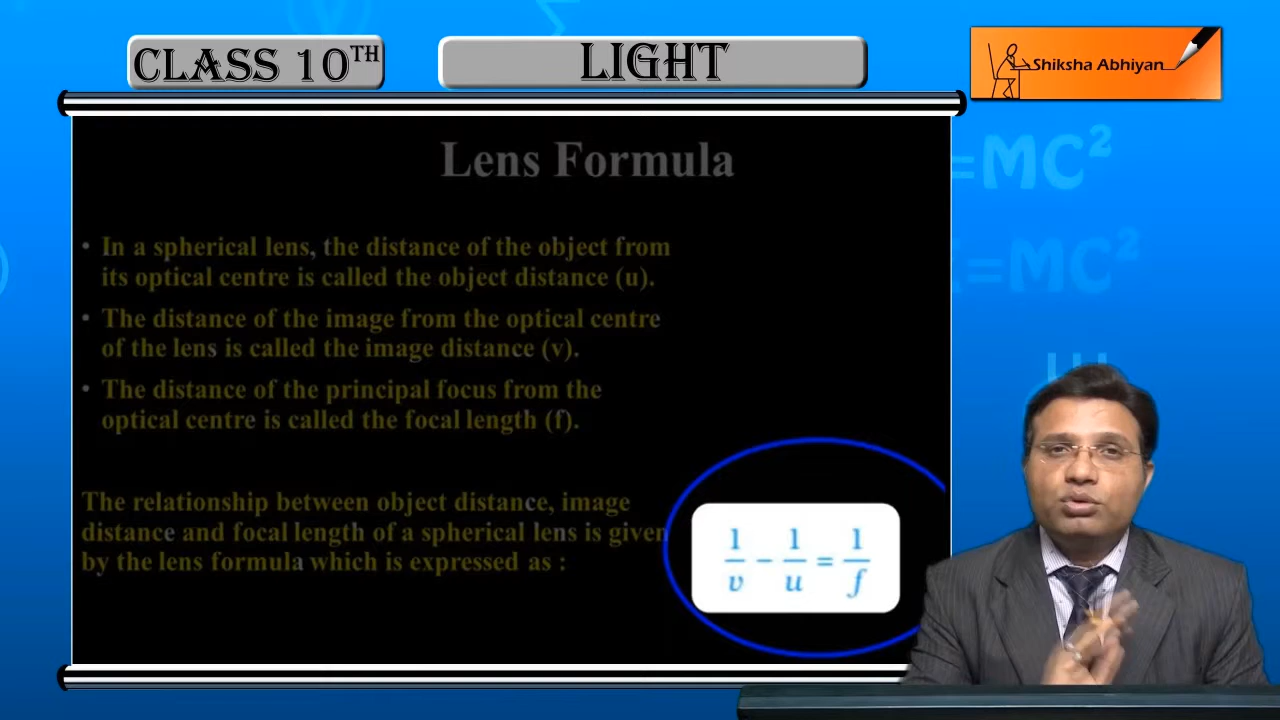 CLASS 10TH
LIGHT
Shiksha Abhiyan
Lens Formula
• In a spherical lens, the distance of the object from
its optical centre is called the object distance (u).
• The distance of the image from the optical centre
of the lens is called the image distance (v).
• The distance of the principal focus from the
optical centre is called the focal length (f).
The relationship between object distance, image
distance and focal length of a spherical lens is given
by the lens formula which is expressed as :
1/v − 1/u = 1/f
=MC²
=MC²